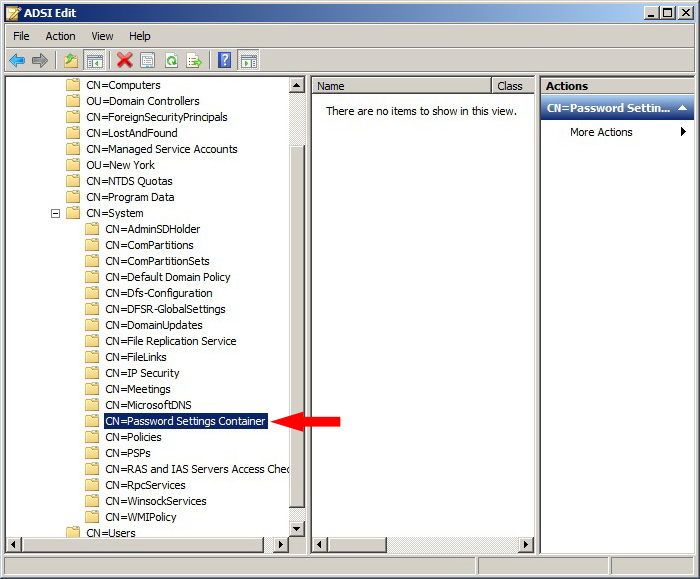 ADSI Edit
File Action View Help
CN=Computers
OU=Domain Controllers
CN=ForeignSecurityPrincipals
CN=LostAndFound
CN=Managed Service Accounts
OU=New York
CN=NTDS Quotas
CN=Program Data
CN=System
CN=AdminSDHolder
CN=ComPartitions
CN=ComPartitionSets
CN=Default Domain Policy
CN=Dfs-Configuration
CN=DFSR-GlobalSettings
CN=DomainUpdates
CN=File Replication Service
CN=FileLinks
CN=IP Security
CN=Meetings
CN=MicrosoftDNS
CN=Password Settings Container
CN=Policies
CN=PSPs
CN=RAS and IAS Servers Access Chec
CN=RpcServices
CN=WinsockServices
CN=WMIPolicy
CN=Users
Name Class
There are no items to show in this view.
Actions
CN=Password Settin...
More Actions